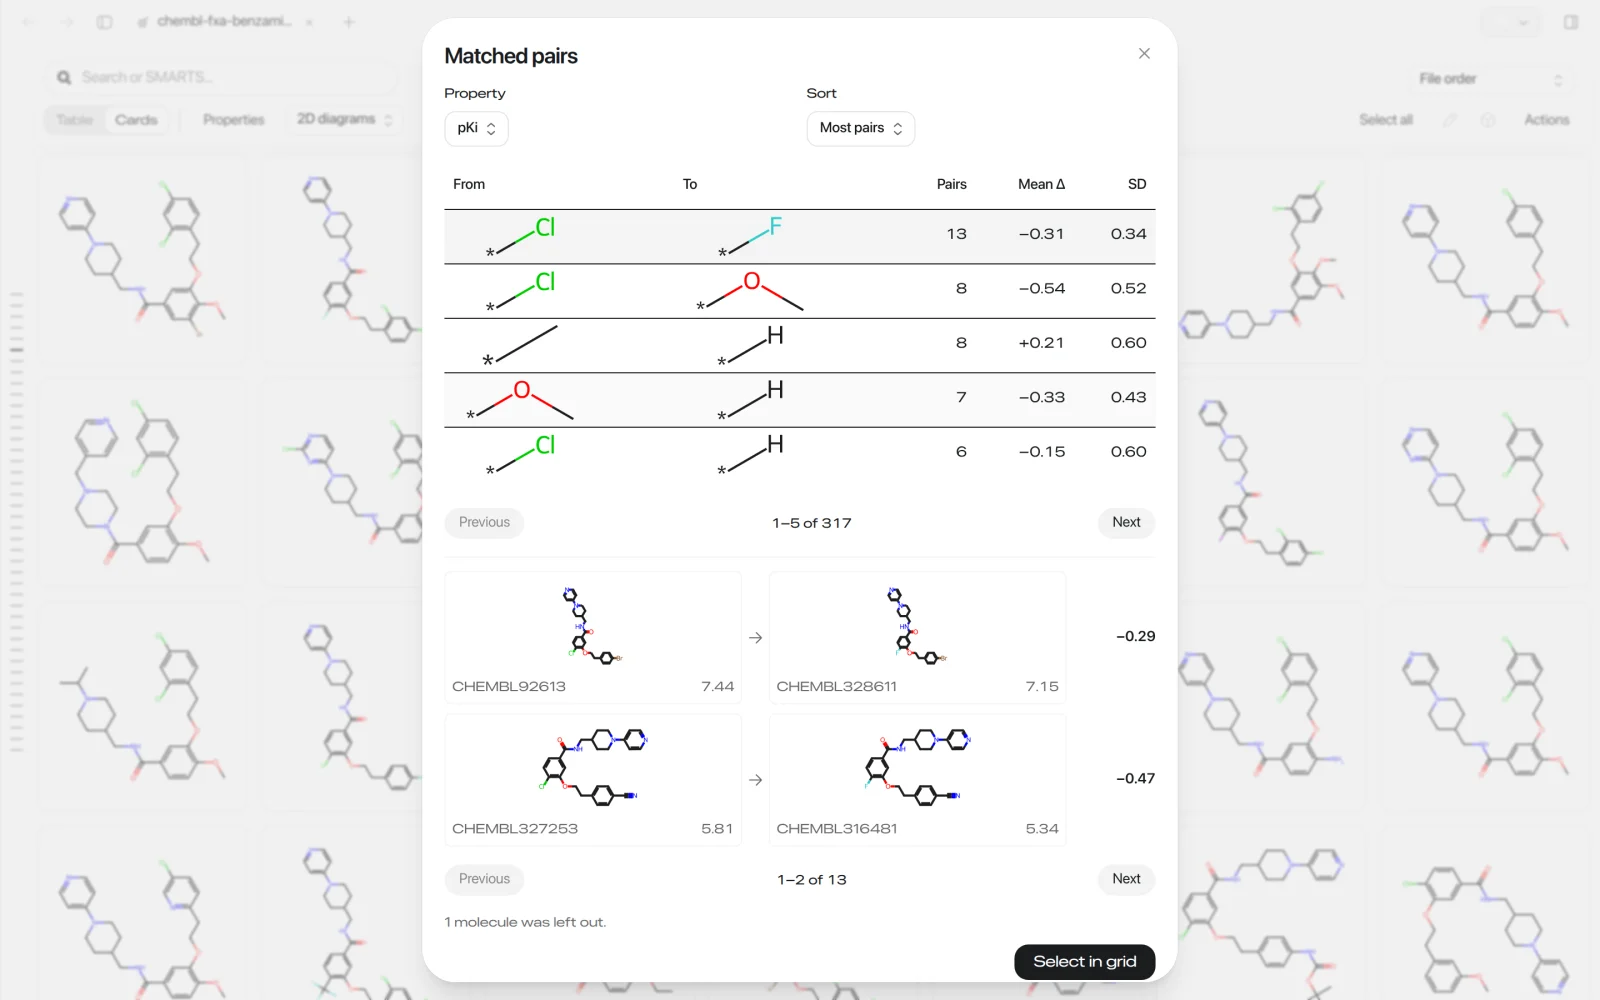 chembl-fxa-benzami...
Search or SMARTS...
File order
Table Cards Properties 2D diagrams
Select all Actions
Matched pairs
Property Sort
pKi Most pairs
From To Pairs Mean Δ SD
*Cl *F 13 −0.31 0.34
*Cl *O 8 −0.54 0.52
* *H 8 +0.21 0.60
*O *H 7 −0.33 0.43
*Cl *H 6 −0.15 0.60
Previous 1–5 of 317 Next
→ −0.29
CHEMBL92613 7.44 CHEMBL328611 7.15
→ −0.47
CHEMBL327253 5.81 CHEMBL316481 5.34
Previous 1–2 of 13 Next
1 molecule was left out.
Select in grid